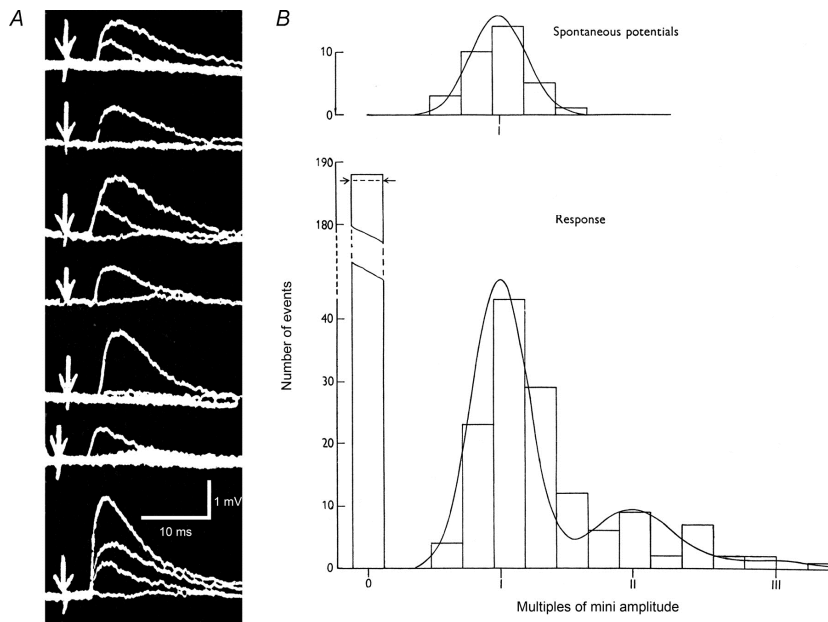 A
1 mV
10 ms
B
Spontaneous potentials
10
0
I
190
180
40
30
20
10
0
Response
Number of events
0
I
II
III
Multiples of mini amplitude